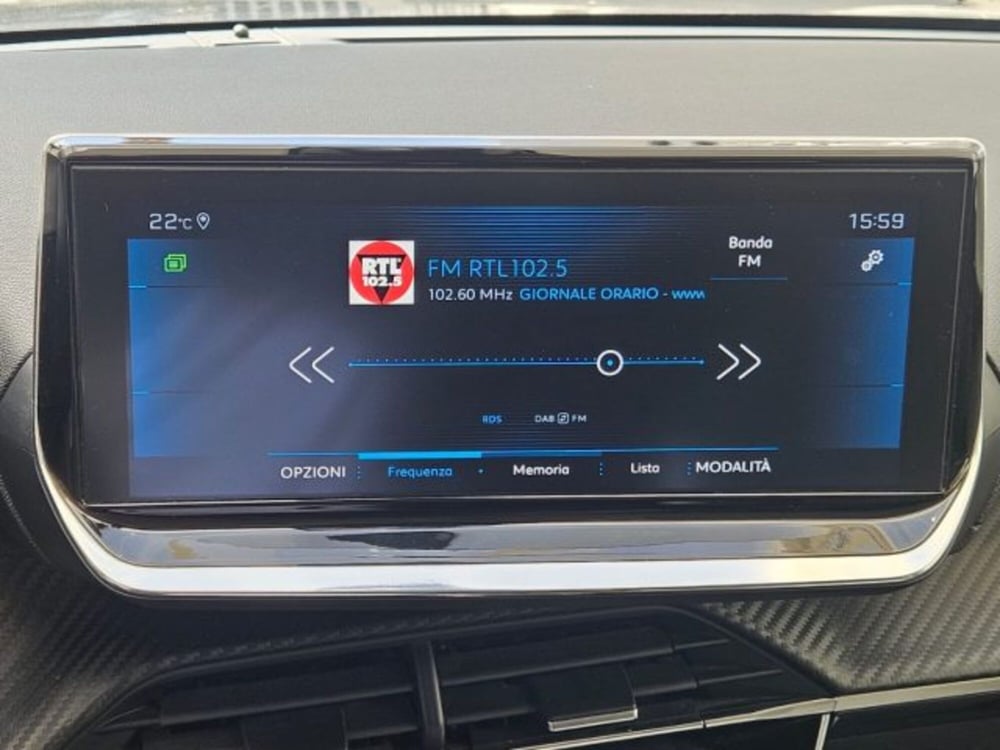 22°C 15:59
Banda
FM
RTL
102.5
FM RTL102.5
102.60 MHz GIORNALE ORARIO - www
RDS DAB FM
OPZIONI Frequenza Memoria Lista MODALITÀ